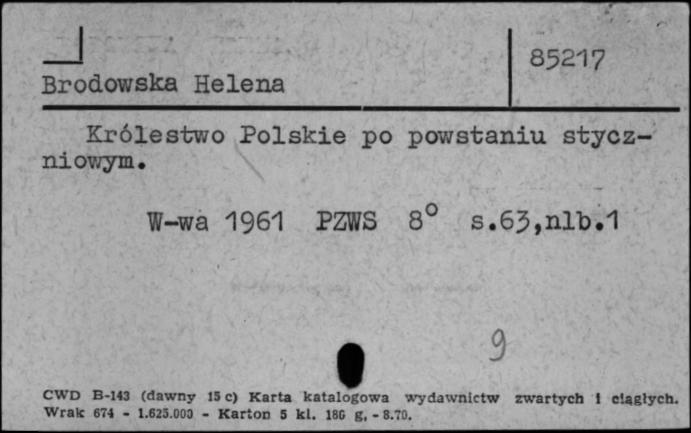 85217
Brodowska Helena
Królestwo Polskie po powstaniu stycz-
niowym.
W-wa 1961 PZWS 8° s.63,nlb.1
9
CWD B-143 (dawny 15 c) Karta katalogowa wydawnictw zwartych i ciągłych.
Wrak 674 - 1.625.000 - Karton 5 kl. 186 g, - 8.70.